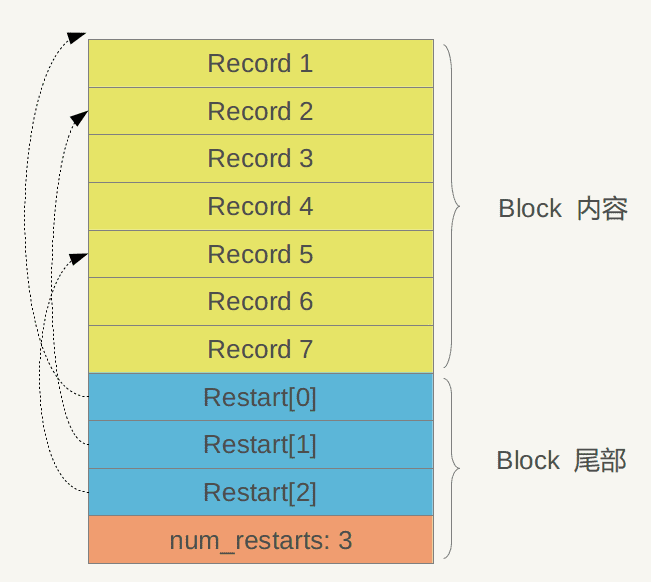 Record 1
Record 2
Record 3
Record 4
Record 5
Record 6
Record 7
Block 内容
Restart[0]
Restart[1]
Restart[2]
num_restarts: 3
Block 尾部